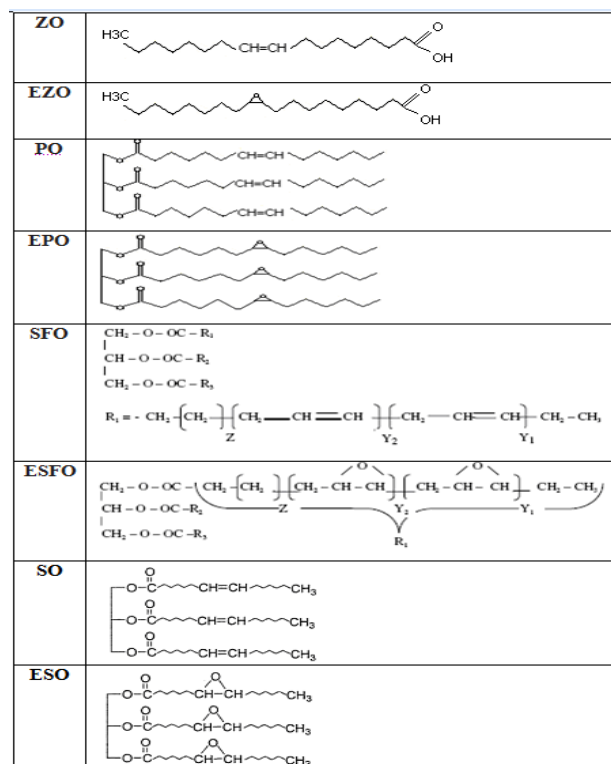 ZO
H3C CH=CH O
OH
EZO
H3C O O
OH
PO
O
O CH=CH
O
O CH=CH
O
O CH=CH
EPO
O
O O
O
O O
O
O O
SFO
CH₂ – O – OC – R₁
CH – O – OC – R₂
CH₂ – O – OC – R₃
R₁ = - CH₂ [CH₂] [CH₂ — CH = CH] [CH₂ — CH = CH] CH₂ – CH₃
Z Y₂ Y₁
ESFO
O O
CH₂ – O – OC – CH₂ [CH₂] [CH₂ – CH – CH] [CH₂ – CH – CH] CH₂ – CH₃
CH – O – OC – R₂ Z Y₂ Y₁
CH₂ – O – OC – R₃ R₁
SO
O
O–C CH=CH CH₃
O
O–C CH=CH CH₃
O
O–C CH=CH CH₃
ESO
O O
O–C CH–CH CH₃
O O
O–C CH–CH CH₃
O O
O–C CH–CH CH₃